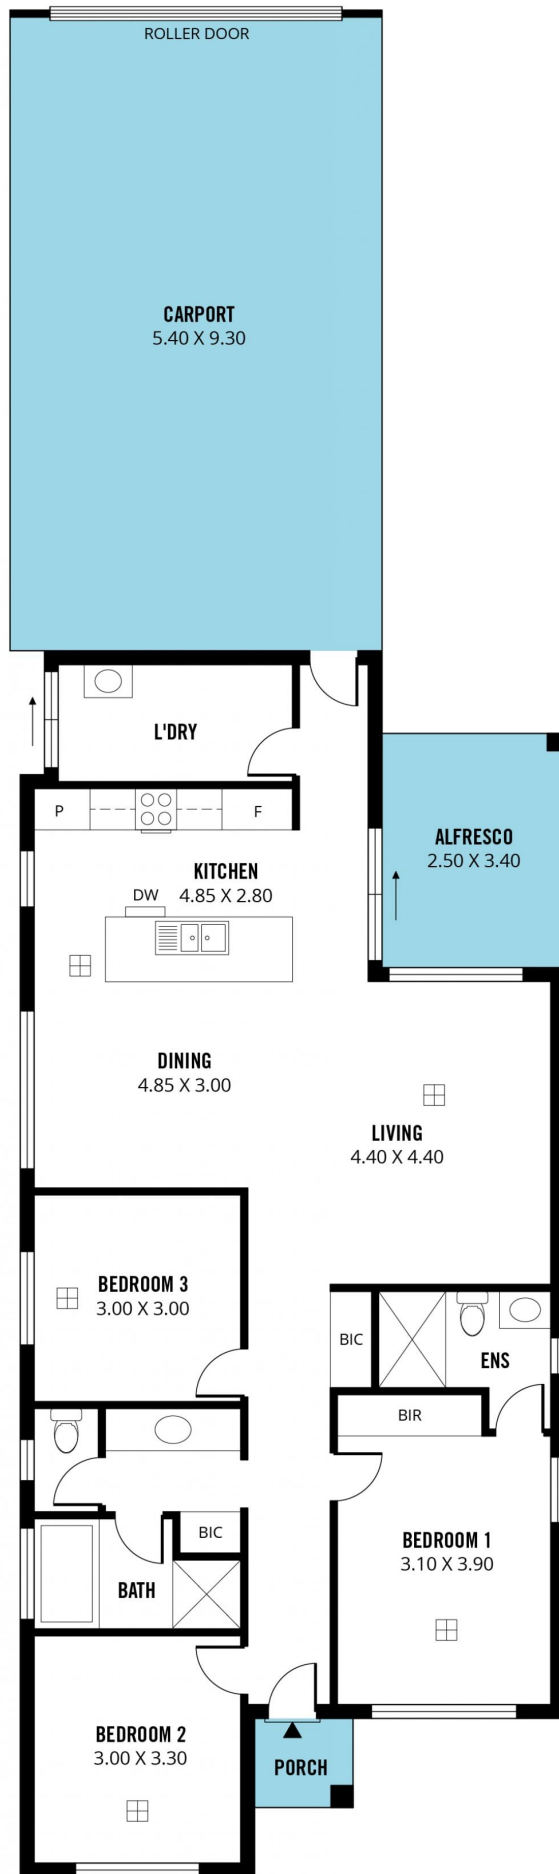 ROLLER DOOR
CARPORT
5.40 X 9.30
L'DRY
P
F
KITCHEN
4.85 X 2.80
DW
ALFRESCO
2.50 X 3.40
DINING
4.85 X 3.00
LIVING
4.40 X 4.40
BEDROOM 3
3.00 X 3.00
BIC
ENS
BIR
BIC
BATH
BEDROOM 1
3.10 X 3.90
BEDROOM 2
3.00 X 3.30
PORCH